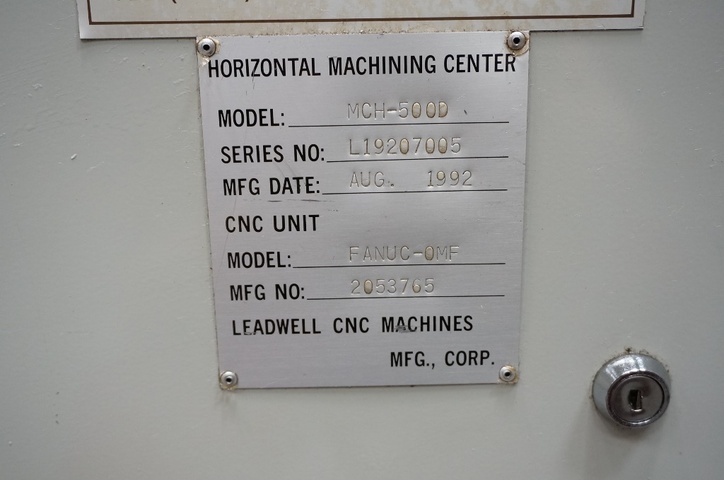 HORIZONTAL MACHINING CENTER
MODEL: MCH-500D
SERIES NO: L19207005
MFG DATE: AUG. 1992
CNC UNIT
MODEL: FANUC-0MF
MFG NO: 2053765
LEADWELL CNC MACHINES
MFG., CORP.